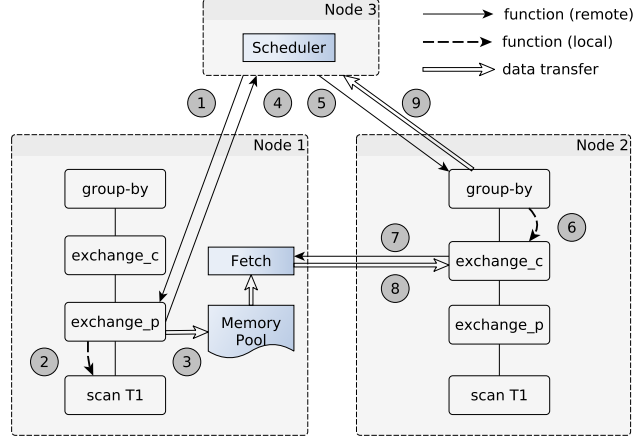 Node 3
Scheduler
function (remote)
function (local)
data transfer
1
4
5
9
Node 1
group-by
exchange_c
exchange_p
scan T1
2
3
Fetch
Memory
Pool
7
8
Node 2
group-by
6
exchange_c
exchange_p
scan T1